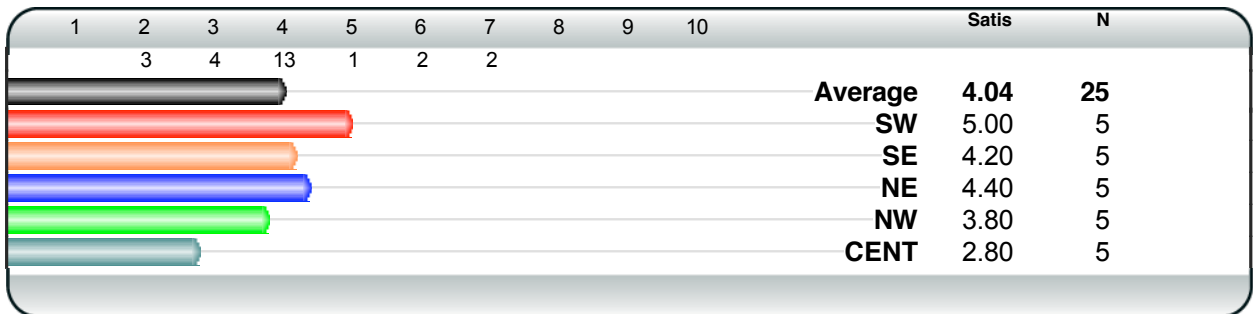 1 2 3 4 5 6 7 8 9 10 Satis N
3 4 13 1 2 2
Average 4.04 25
SW 5.00 5
SE 4.20 5
NE 4.40 5
NW 3.80 5
CENT 2.80 5